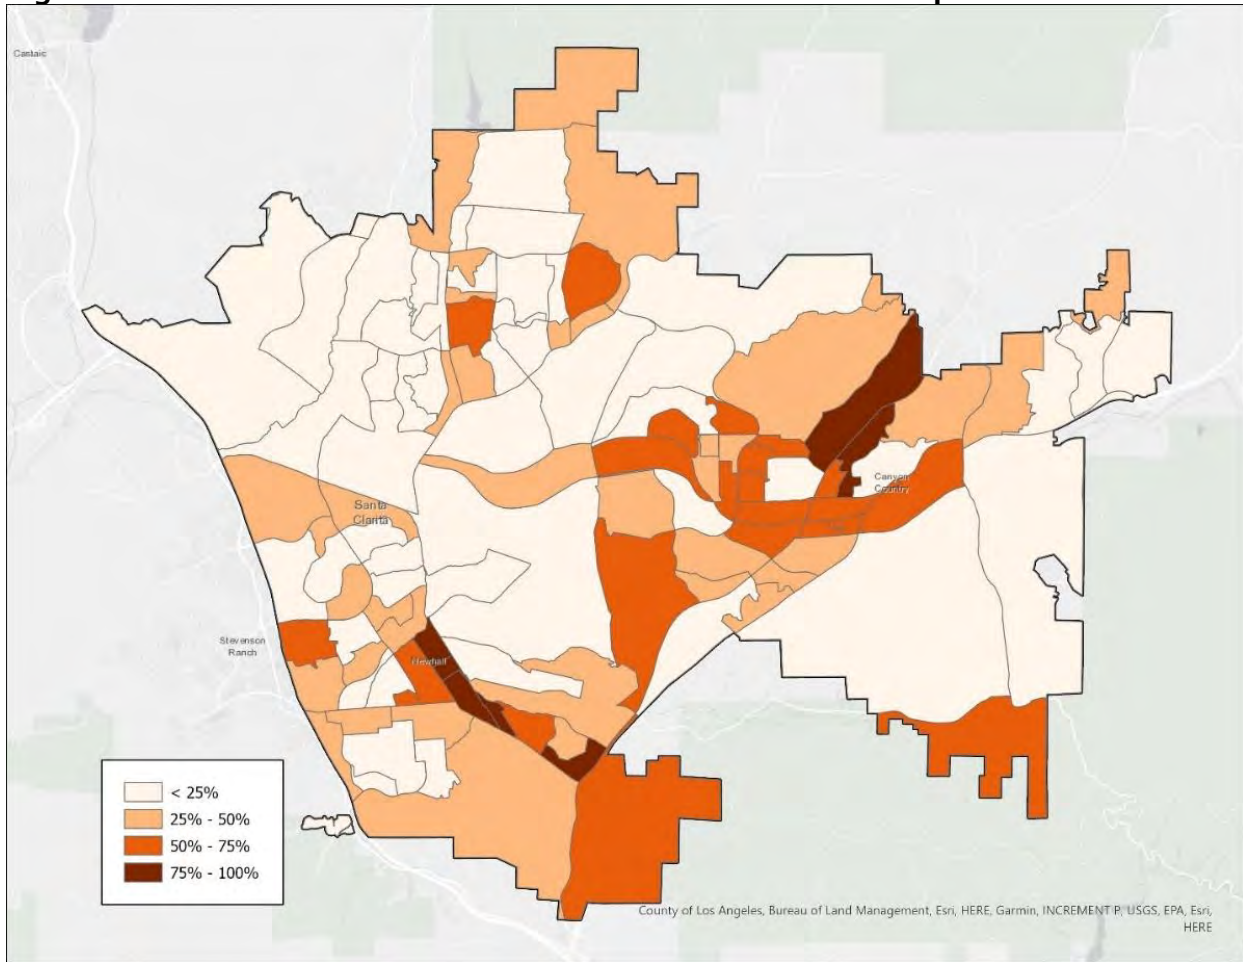 Castaic
Santa
Clarita
Canyon
Country
Stevenson
Ranch
Newhall
< 25%
25% - 50%
50% - 75%
75% - 100%
County of Los Angeles, Bureau of Land Management, Esri, HERE, Garmin, INCREMENT P, USGS, EPA, Esri,
HERE